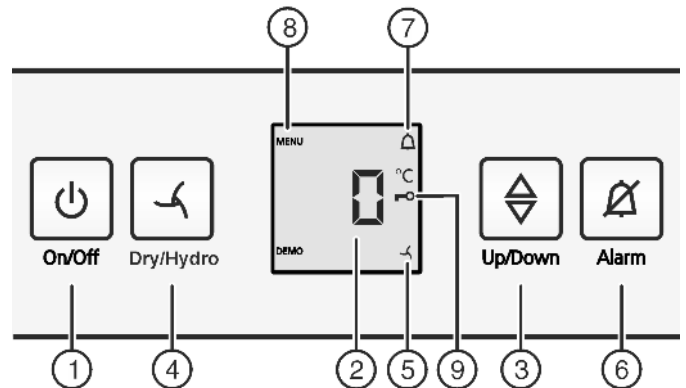 8 7
MENU
°C
0
On/Off Dry/Hydro DEMO Up/Down Alarm
1 4 2 5 9 3 6